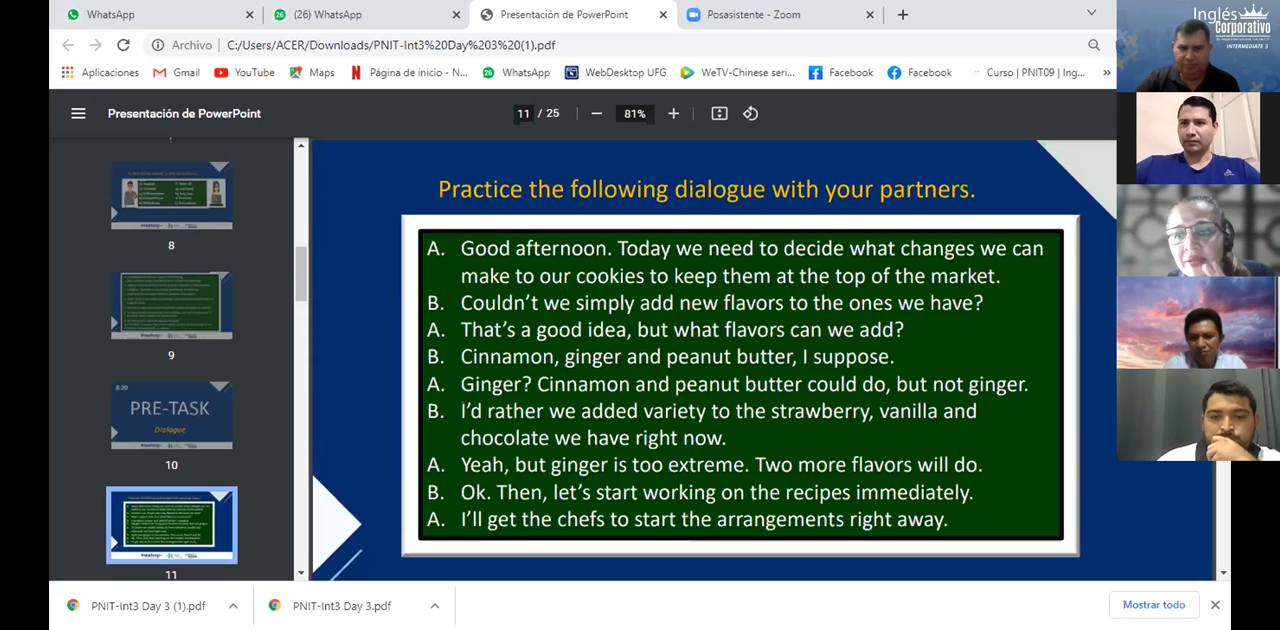 WhatsApp
(26) WhatsApp
Presentación de PowerPoint
Posasistente - Zoom
Archivo
C:/Users/ACER/Downloads/PNIT-Int3%20Day%203%20(1).pdf
Aplicaciones
Gmail
YouTube
Maps
Página de inicio - N...
WhatsApp
WebDesktop UFG
WeTV-Chinese seri...
Facebook
Facebook
Curso | PNIT09 | Ing...
»
Presentación de PowerPoint
11 / 25
81%
8
9
8:20
PRE-TASK
Dialogue
10
11
Practice the following dialogue with your partners.
A. Good afternoon. Today we need to decide what changes we can
make to our cookies to keep them at the top of the market.
B. Couldn't we simply add new flavors to the ones we have?
A. That's a good idea, but what flavors can we add?
B. Cinnamon, ginger and peanut butter, I suppose.
A. Ginger? Cinnamon and peanut butter could do, but not ginger.
B. I'd rather we added variety to the strawberry, vanilla and
chocolate we have right now.
A. Yeah, but ginger is too extreme. Two more flavors will do.
B. Ok. Then, let's start working on the recipes immediately.
A. I'll get the chefs to start the arrangements right away.
Inglés
Corporativo
INTERMEDIATE 3
PNIT-Int3 Day 3 (1).pdf
PNIT-Int3 Day 3.pdf
Mostrar todo